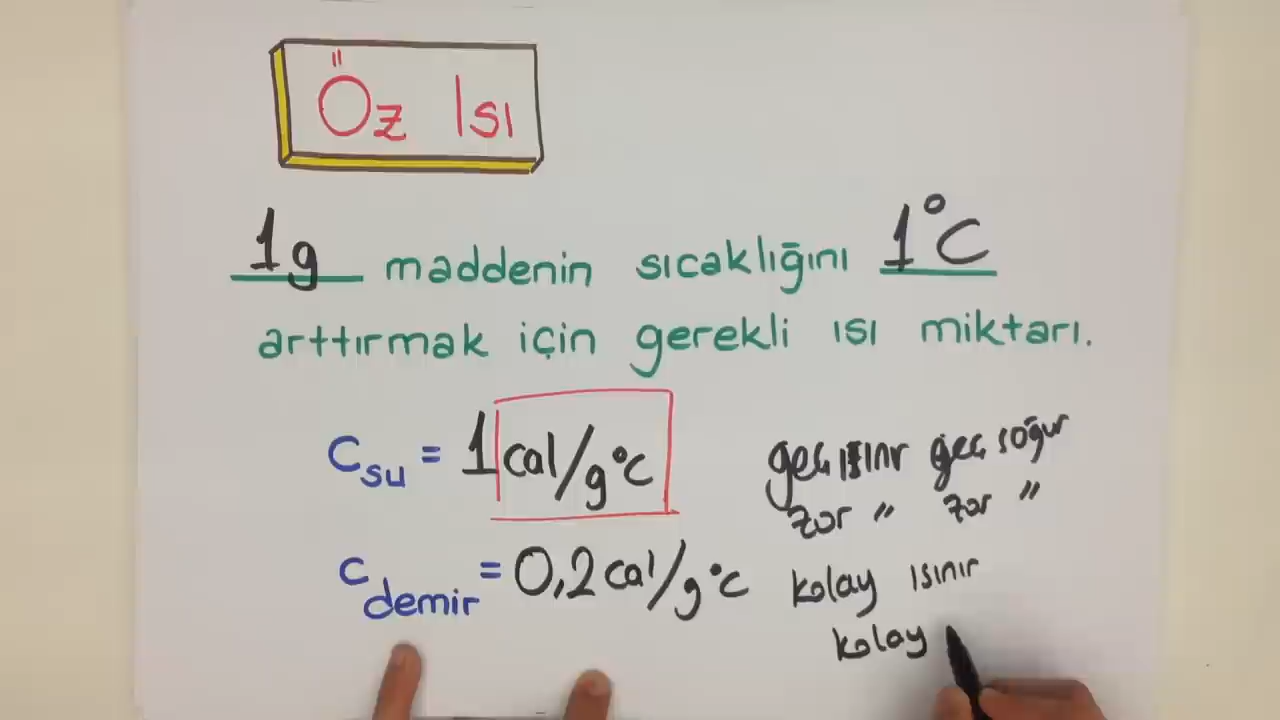 Öz Isı
1g maddenin sıcaklığını 1°C
arttırmak için gerekli ısı miktarı.
Csu = 1 cal/g°C
geç ısınır geç soğur
zor " zor "
cdemir = 0,2 cal/g°C
kolay ısınır
kolay